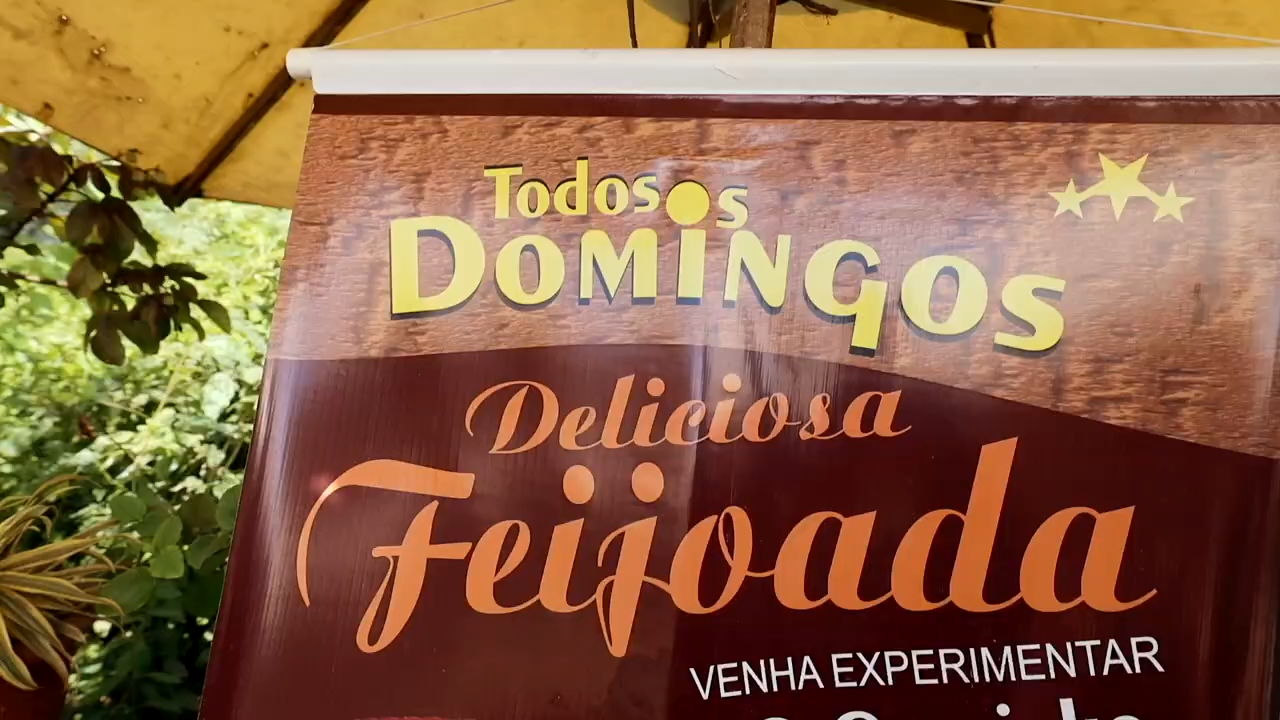 Todos os
DOMINGOS
Deliciosa
Feijoada
VENHA EXPERIMENTAR